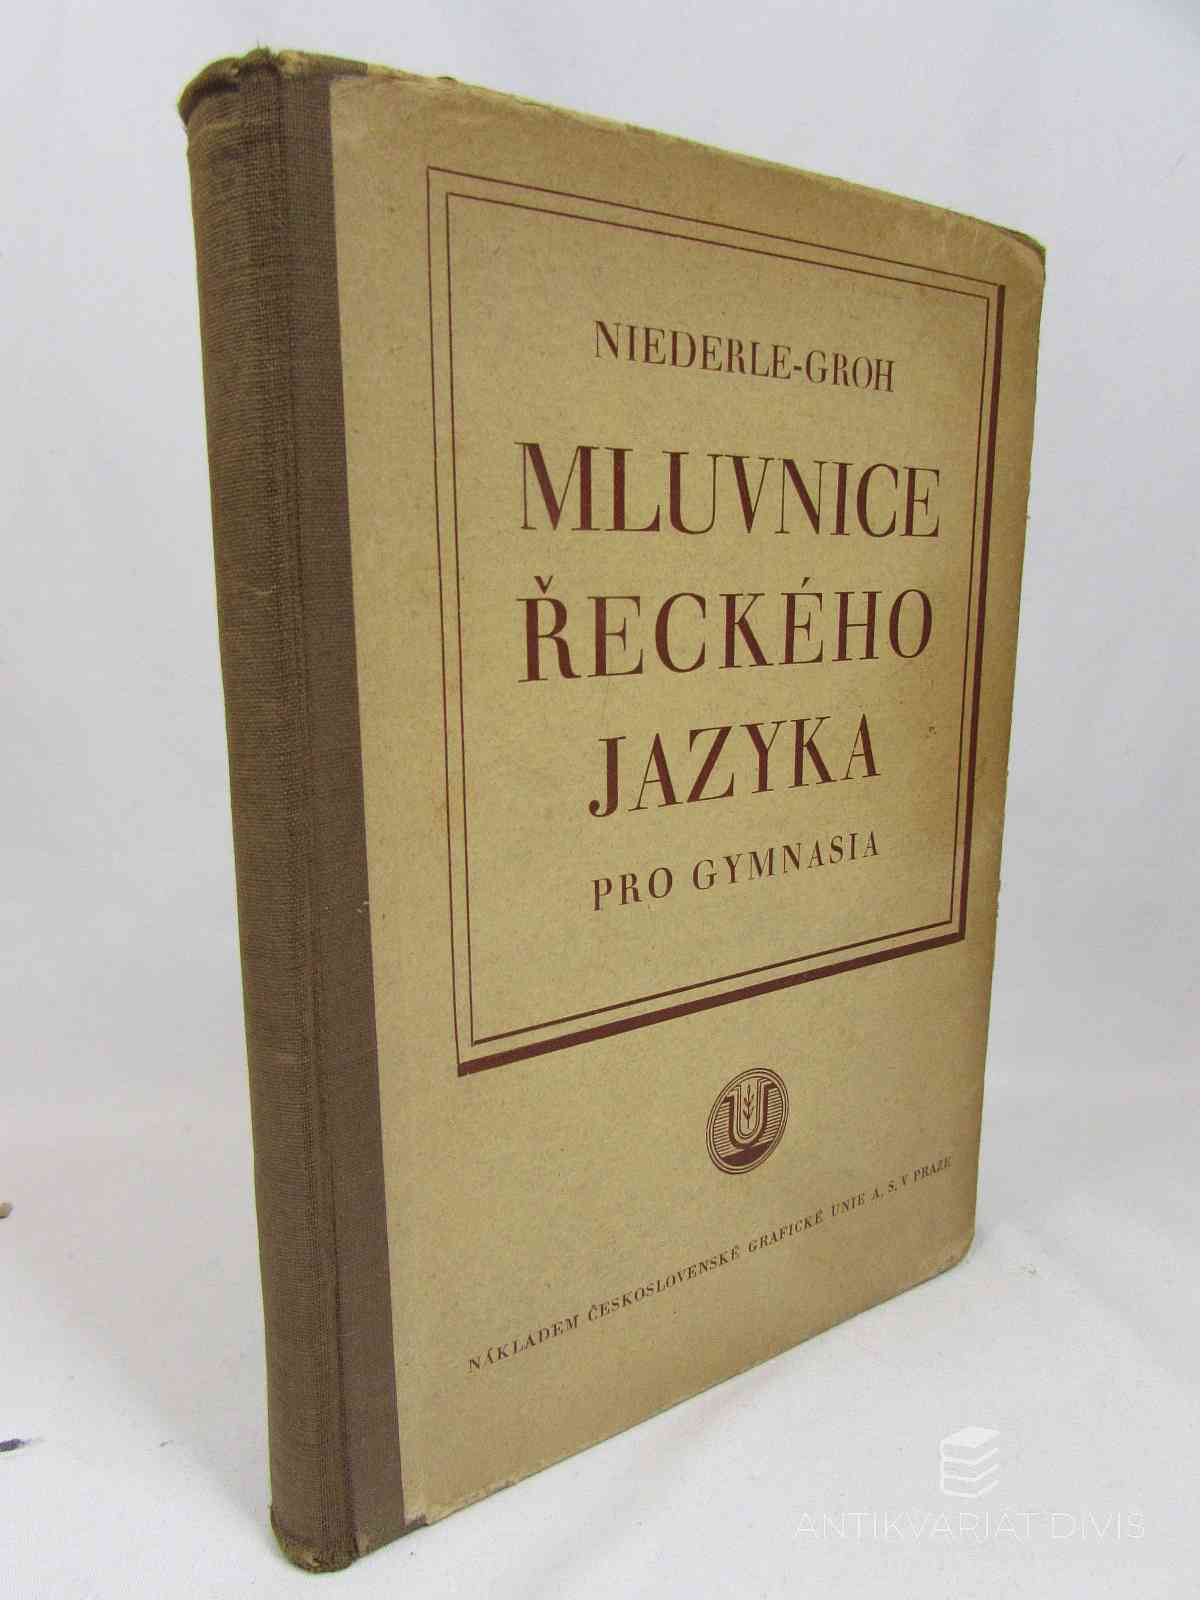 NIEDERLE-GROH
MLUVNICE
ŘECKÉHO
JAZYKA
PRO GYMNASIA
U
NÁKLADEM ČESKOSLOVENSKÉ GRAFICKÉ UNIE A. S. V PRAZE
ANTIKVARIÁT DIVIŠ